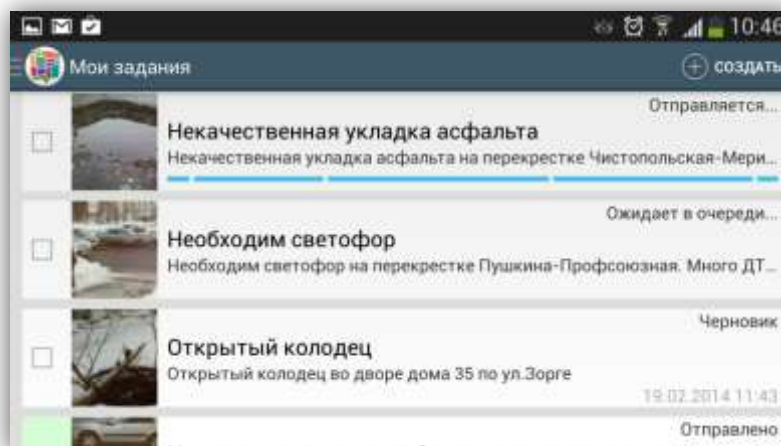 10:46
Мои задания
СОЗДАТЬ
Отправляется...
Некачественная укладка асфальта
Некачественная укладка асфальта на перекрестке Чистопольская-Мери...
Ожидает в очереди...
Необходим светофор
Необходим светофор на перекрестке Пушкина-Профсоюзная. Много ДТ...
Черновик
Открытый колодец
Открытый колодец во дворе дома 35 по ул.Зорге
19.02.2014 11:43
Отправлено